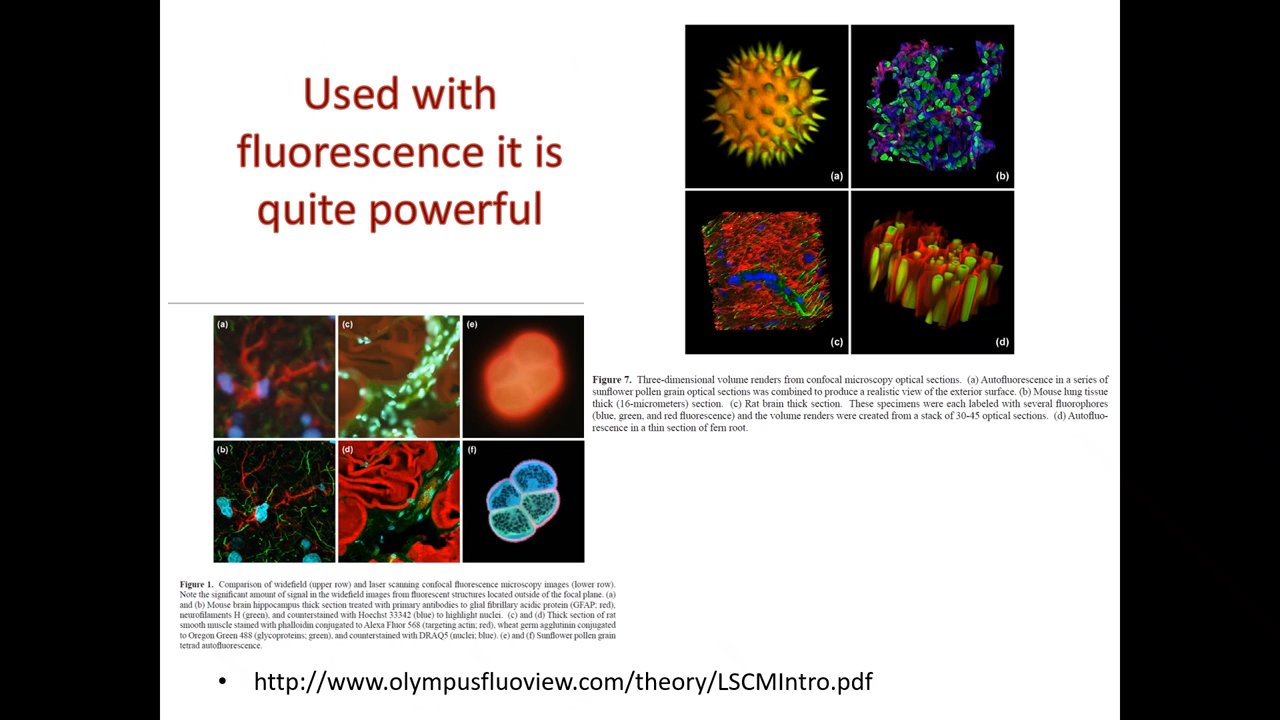 Used with
fluorescence it is
quite powerful
(a)
(b)
(c)
(d)
Figure 7. Three-dimensional volume renders from confocal microscopy optical sections. (a) Autofluorescence in a series of
sunflower pollen grain optical sections was combined to produce a realistic view of the exterior surface. (b) Mouse lung tissue
thick (16-micrometers) section. (c) Rat brain thick section. These specimens were each labeled with several fluorophores
(blue, green, and red fluorescence) and the volume renders were created from a stack of 30-45 optical sections. (d) Autofluo-
rescence in a thin section of fern root.
(a)
(c)
(e)
(b)
(d)
(f)
Figure 1. Comparison of widefield (upper row) and laser scanning confocal fluorescence microscopy images (lower row).
Note the significant amount of signal in the widefield images from fluorescent structures located outside of the focal plane. (a)
and (b) Mouse brain hippocampus thick section treated with primary antibodies to glial fibrillary acidic protein (GFAP; red),
neurofilaments H (green), and counterstained with Hoechst 33342 (blue) to highlight nuclei. (c) and (d) Thick section of rat
smooth muscle stained with phalloidin conjugated to Alexa Fluor 568 (targeting actin; red), wheat germ agglutinin conjugated
to Oregon Green 488 (glycoproteins; green), and counterstained with DRAQ5 (nuclei; blue). (e) and (f) Sunflower pollen grain
tetrad autofluorescence.
• http://www.olympusfluoview.com/theory/LSCMIntro.pdf